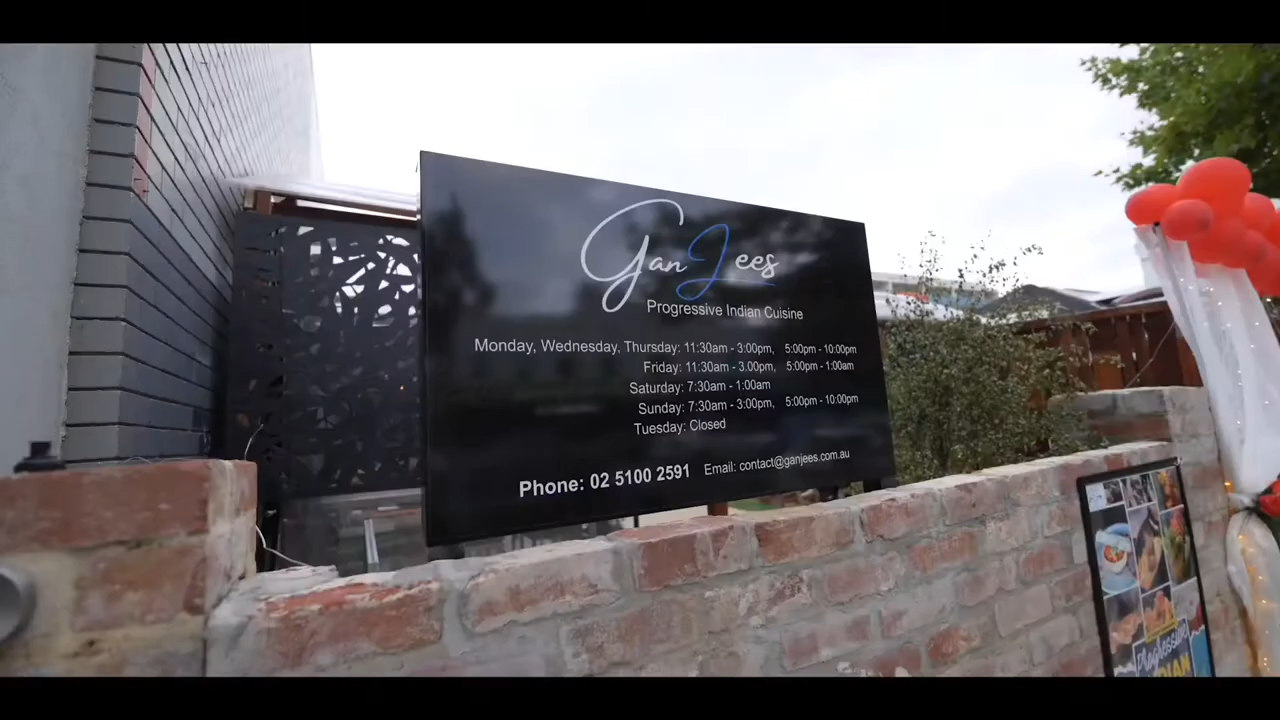 GanJees
Progressive Indian Cuisine
Monday, Wednesday, Thursday: 11:30am - 3:00pm, 5:00pm - 10:00pm
Friday: 11:30am - 3.00pm, 5:00pm - 1:00am
Saturday: 7:30am - 1:00am
Sunday: 7:30am - 3:00pm, 5:00pm - 10:00pm
Tuesday: Closed
Phone: 02 5100 2591 Email: contact@ganjees.com.au
Progressive